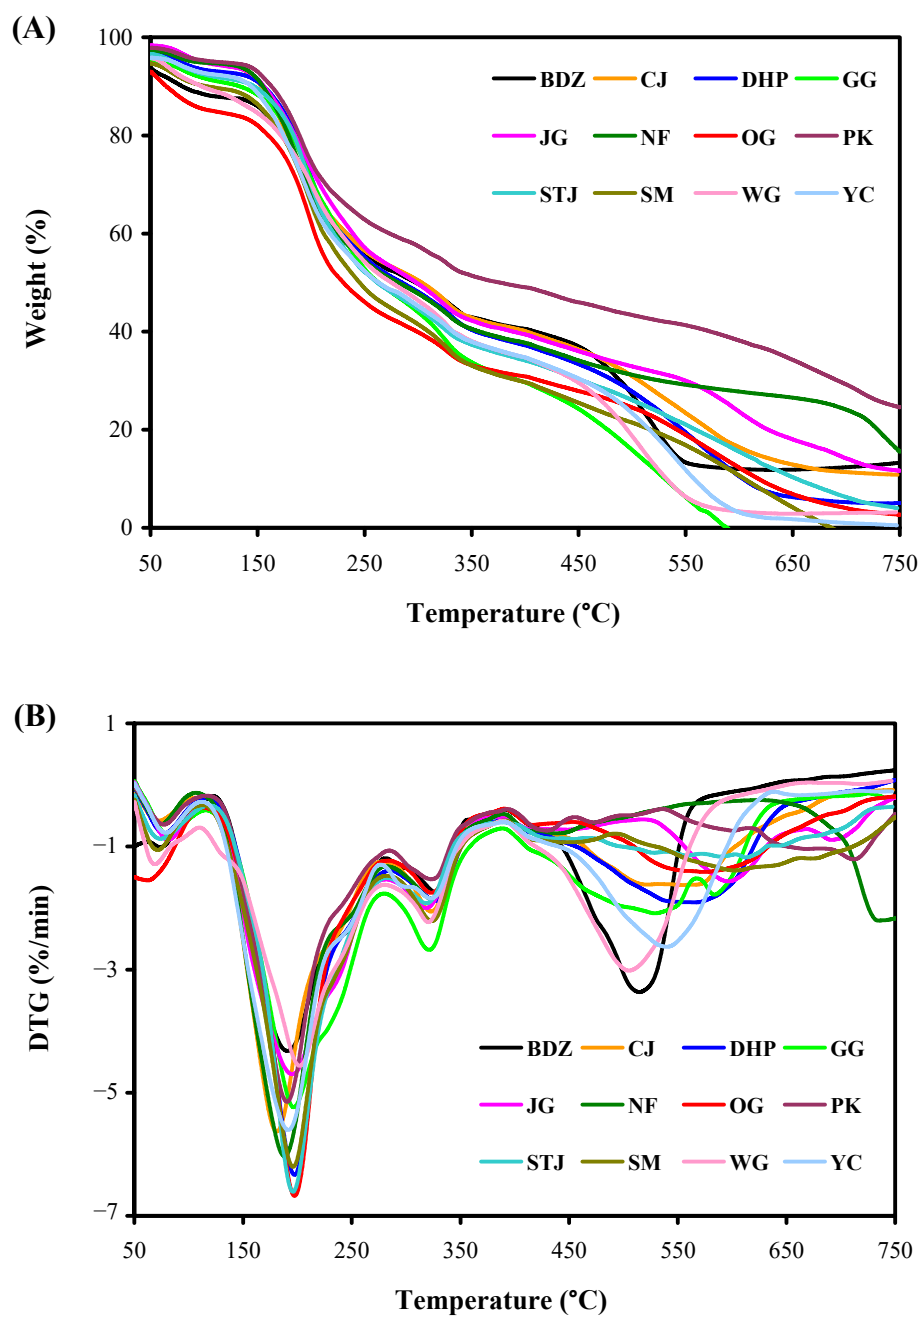 (A)
100
80
60
40
20
0
Weight (%)
BDZ CJ DHP GG
JG NF OG PK
STJ SM WG YC
50 150 250 350 450 550 650 750
Temperature (°C)
(B)
1
−1
−3
−5
−7
DTG (%/min)
BDZ CJ DHP GG
JG NF OG PK
STJ SM WG YC
50 150 250 350 450 550 650 750
Temperature (°C)